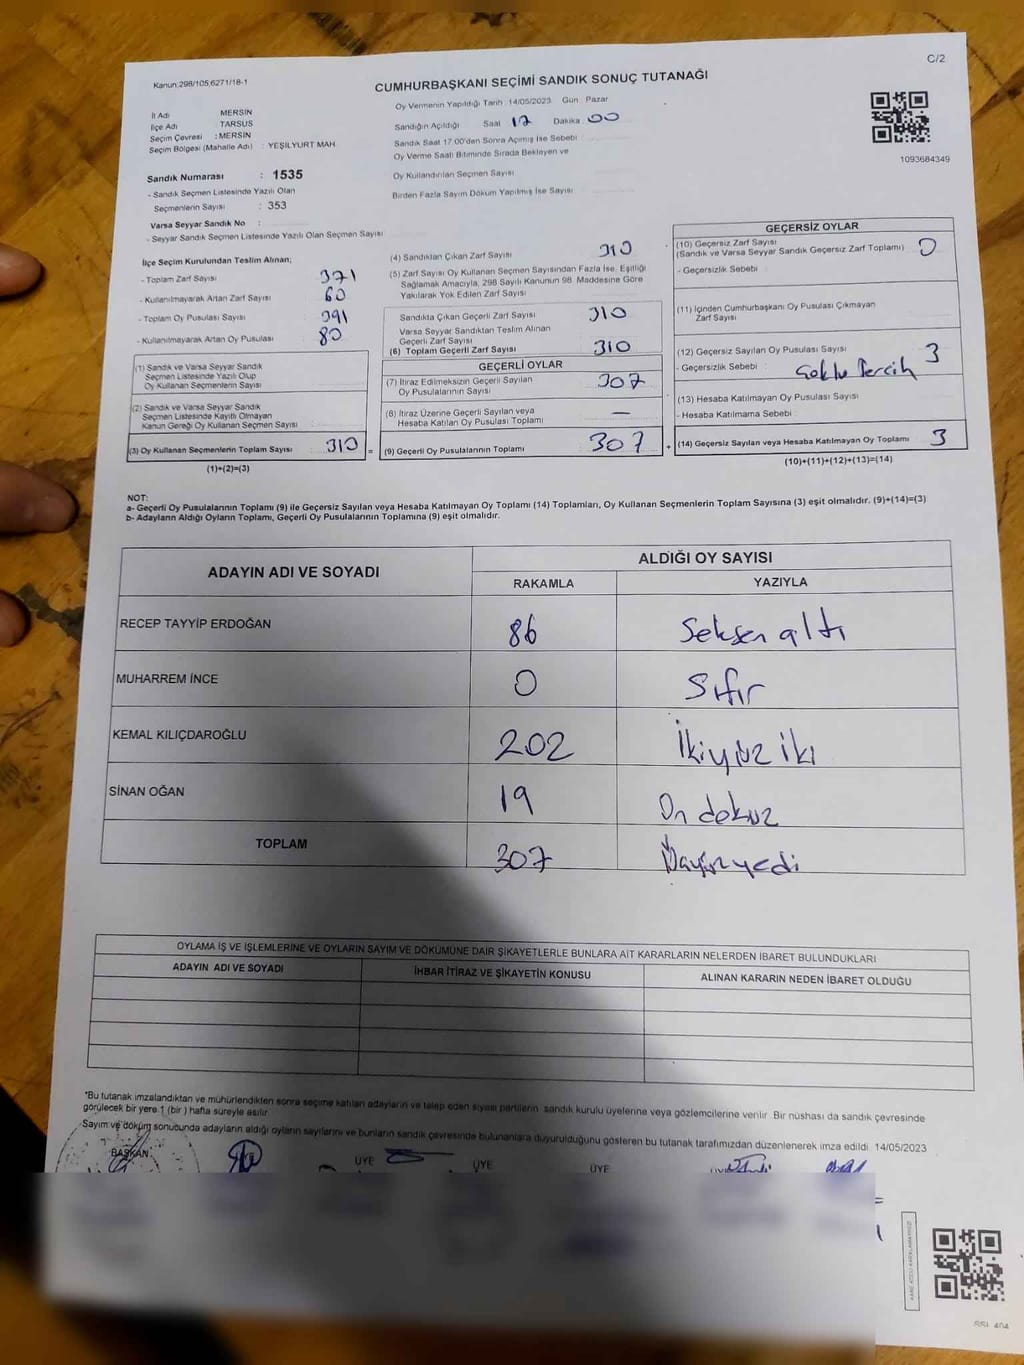 C/2
Kanun:298/105,6271/18-1
CUMHURBAŞKANI SEÇİMİ SANDIK SONUÇ TUTANAĞI
İl Adı MERSİN
İlçe Adı TARSUS
Seçim Çevresi : MERSİN
Seçim Bölgesi (Mahalle Adı) : YEŞİLYURT MAH.
Oy Vermenin Yapıldığı Tarih : 14/05/2023 Gün : Pazar
Sandığın Açıldığı Saat 17 Dakika 00
Sandık Saat 17:00'den Sonra Açılmış İse Sebebi
Oy Verme Saati Bitiminde Sırada Bekleyen ve
Oy Kullandırılan Seçmen Sayısı
Birden Fazla Sayım Döküm Yapılmış İse Sayısı
1093684349
Sandık Numarası : 1535
- Sandık Seçmen Listesinde Yazılı Olan
Seçmenlerin Sayısı : 353
Varsa Seyyar Sandık No :
- Seyyar Sandık Seçmen Listesinde Yazılı Olan Seçmen Sayısı
İlçe Seçim Kurulundan Teslim Alınan;
- Toplam Zarf Sayısı 371
- Kullanılmayarak Artan Zarf Sayısı 60
- Toplam Oy Pusulası Sayısı 391
- Kullanılmayarak Artan Oy Pusulası 80
(1) Sandık ve Varsa Seyyar Sandık
Seçmen Listesinde Yazılı Olup
Oy Kullanan Seçmenlerin Sayısı
(2) Sandık ve Varsa Seyyar Sandık
Seçmen Listesinde Kayıtlı Olmayan
Kanun Gereği Oy Kullanan Seçmen Sayısı
(3) Oy Kullanan Seçmenlerin Toplam Sayısı 310 =
(1)+(2)=(3)
(4) Sandıktan Çıkan Zarf Sayısı 310
(5) Zarf Sayısı Oy Kullanan Seçmen Sayısından Fazla İse, Eşitliği
Sağlamak Amacıyla, 298 Sayılı Kanunun 98. Maddesine Göre
Yakılarak Yok Edilen Zarf Sayısı
Sandıkta Çıkan Geçerli Zarf Sayısı 310
Varsa Seyyar Sandıktan Teslim Alınan
Geçerli Zarf Sayısı
(6) Toplam Geçerli Zarf Sayısı 310
GEÇERLİ OYLAR
(7) İtiraz Edilmeksizin Geçerli Sayılan
Oy Pusulalarının Sayısı 307
(8) İtiraz Üzerine Geçerli Sayılan veya
Hesaba Katılan Oy Pusulası Toplamı —
(9) Geçerli Oy Pusulalarının Toplamı 307 +
GEÇERSİZ OYLAR
(10) Geçersiz Zarf Sayısı
(Sandık ve Varsa Seyyar Sandık Geçersiz Zarf Toplamı) 0
- Geçersizlik Sebebi :
(11) İçinden Cumhurbaşkanı Oy Pusulası Çıkmayan
Zarf Sayısı
(12) Geçersiz Sayılan Oy Pusulası Sayısı 3
- Geçersizlik Sebebi : Çoklu Tercih
(13) Hesaba Katılmayan Oy Pusulası Sayısı
- Hesaba Katılmama Sebebi :
(14) Geçersiz Sayılan veya Hesaba Katılmayan Oy Toplamı 3
(10)+(11)+(12)+(13)=(14)
NOT:
a- Geçerli Oy Pusulalarının Toplamı (9) ile Geçersiz Sayılan veya Hesaba Katılmayan Oy Toplamı (14) Toplamları, Oy Kullanan Seçmenlerin Toplam Sayısına (3) eşit olmalıdır. (9)+(14)=(3)
b- Adayların Aldığı Oyların Toplamı, Geçerli Oy Pusulalarının Toplamına (9) eşit olmalıdır.
ADAYIN ADI VE SOYADI ALDIĞI OY SAYISI
RAKAMLA YAZIYLA
RECEP TAYYİP ERDOĞAN 86 Seksen altı
MUHARREM İNCE 0 Sıfır
KEMAL KILIÇDAROĞLU 202 İkiyüz iki
SİNAN OĞAN 19 On dokuz
TOPLAM 307 Üçyüzyedi
OYLAMA İŞ VE İŞLEMLERİNE VE OYLARIN SAYIM VE DÖKÜMÜNE DAİR ŞİKAYETLERLE BUNLARA AİT KARARLARIN NELERDEN İBARET BULUNDUKLARI
ADAYIN ADI VE SOYADI İHBAR İTİRAZ VE ŞİKAYETİN KONUSU ALINAN KARARIN NEDEN İBARET OLDUĞU
*Bu tutanak imzalandıktan ve mühürlendikten sonra seçime katılan adayların ve talep eden siyasi partilerin sandık kurulu üyelerine veya gözlemcilerine verilir. Bir nüshası da sandık çevresinde
görülecek bir yere 1 (bir) hafta süreyle asılır.
Sayım ve döküm sonucunda adayların aldığı oyların sayılarını ve bunların sandık çevresinde bulunanlara duyurulduğunu gösteren bu tutanak tarafımızdan düzenlenerek imza edildi. 14/05/2023
BAŞKAN ÜYE ÜYE ÜYE